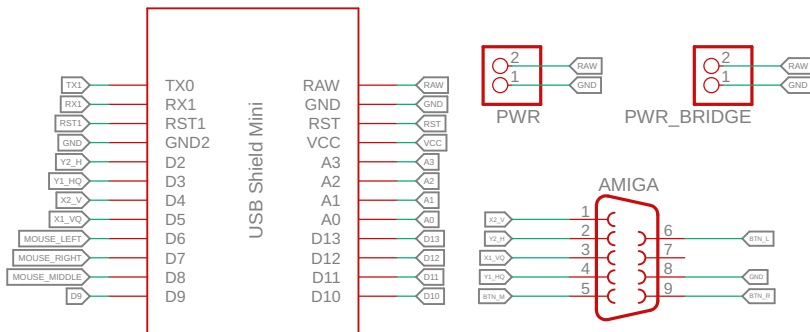 TX1 TX0 RAW RAW
RX1 RX1 GND GND
RST1 RST1 RST RST
GND GND2 VCC VCC
Y2_H D2 A3 A3
Y1_HQ D3 A2 A2
X2_V D4 A1 A1
X1_VQ D5 A0 A0
MOUSE_LEFT D6 D13 D13
MOUSE_RIGHT D7 D12 D12
MOUSE_MIDDLE D8 D11 D11
D9 D9 D10 D10
USB Shield Mini
2 RAW
1 GND
PWR
2 RAW
1 GND
PWR_BRIDGE
AMIGA
X2_V 1
Y2_H 2 6 BTN_L
X1_VQ 3 7
Y1_HQ 4 8 GND
BTN_M 5 9 BTN_R